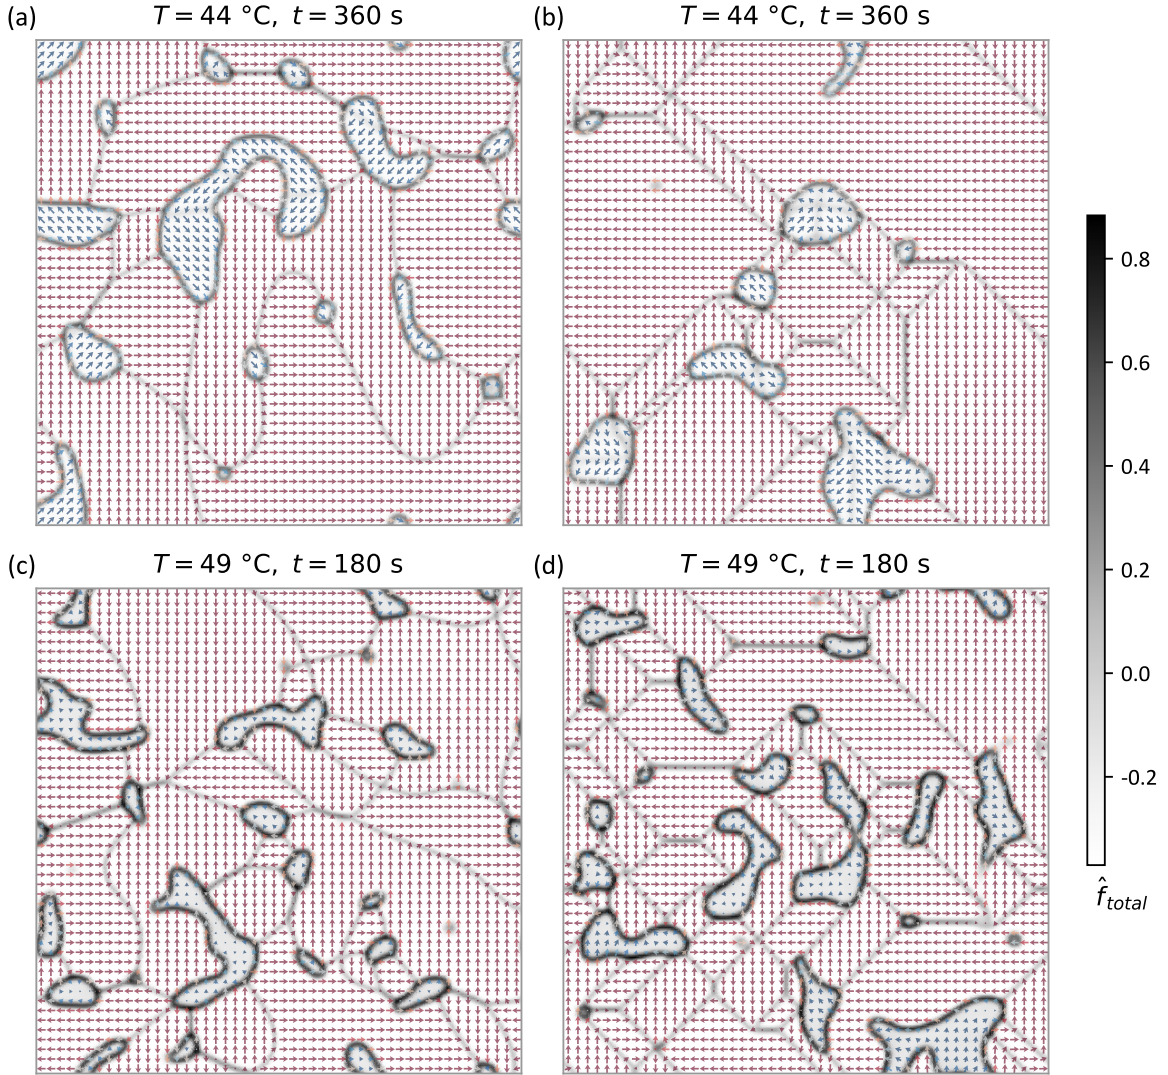 (a) T = 44 °C, t = 360 s
(b) T = 44 °C, t = 360 s
(c) T = 49 °C, t = 180 s
(d) T = 49 °C, t = 180 s
0.8
0.6
0.4
0.2
0.0
-0.2
f̂total